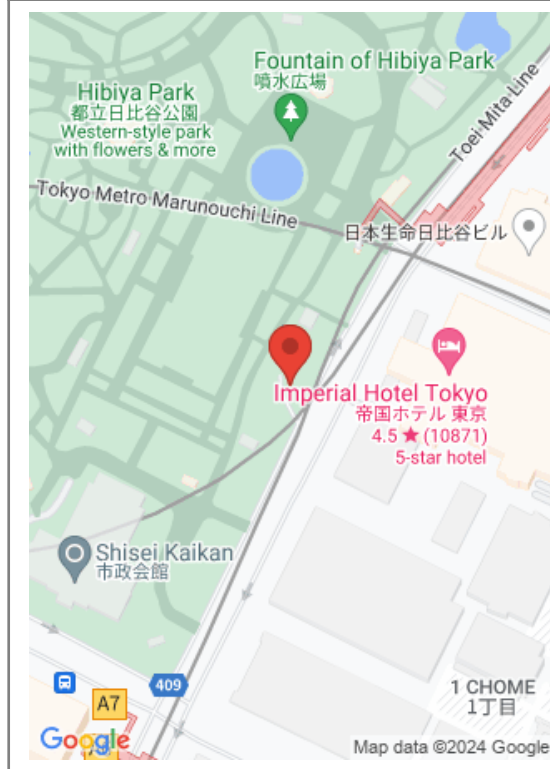 Fountain of Hibiya Park
噴水広場
Hibiya Park
都立日比谷公園
Western-style park
with flowers & more
Toei Mita Line
Tokyo Metro Marunouchi Line
日本生命日比谷ビル
Imperial Hotel Tokyo
帝国ホテル 東京
4.5 ★ (10871)
5-star hotel
Shisei Kaikan
市政会館
409
A7
1 CHOME
1丁目
Google
Map data ©2024 Google